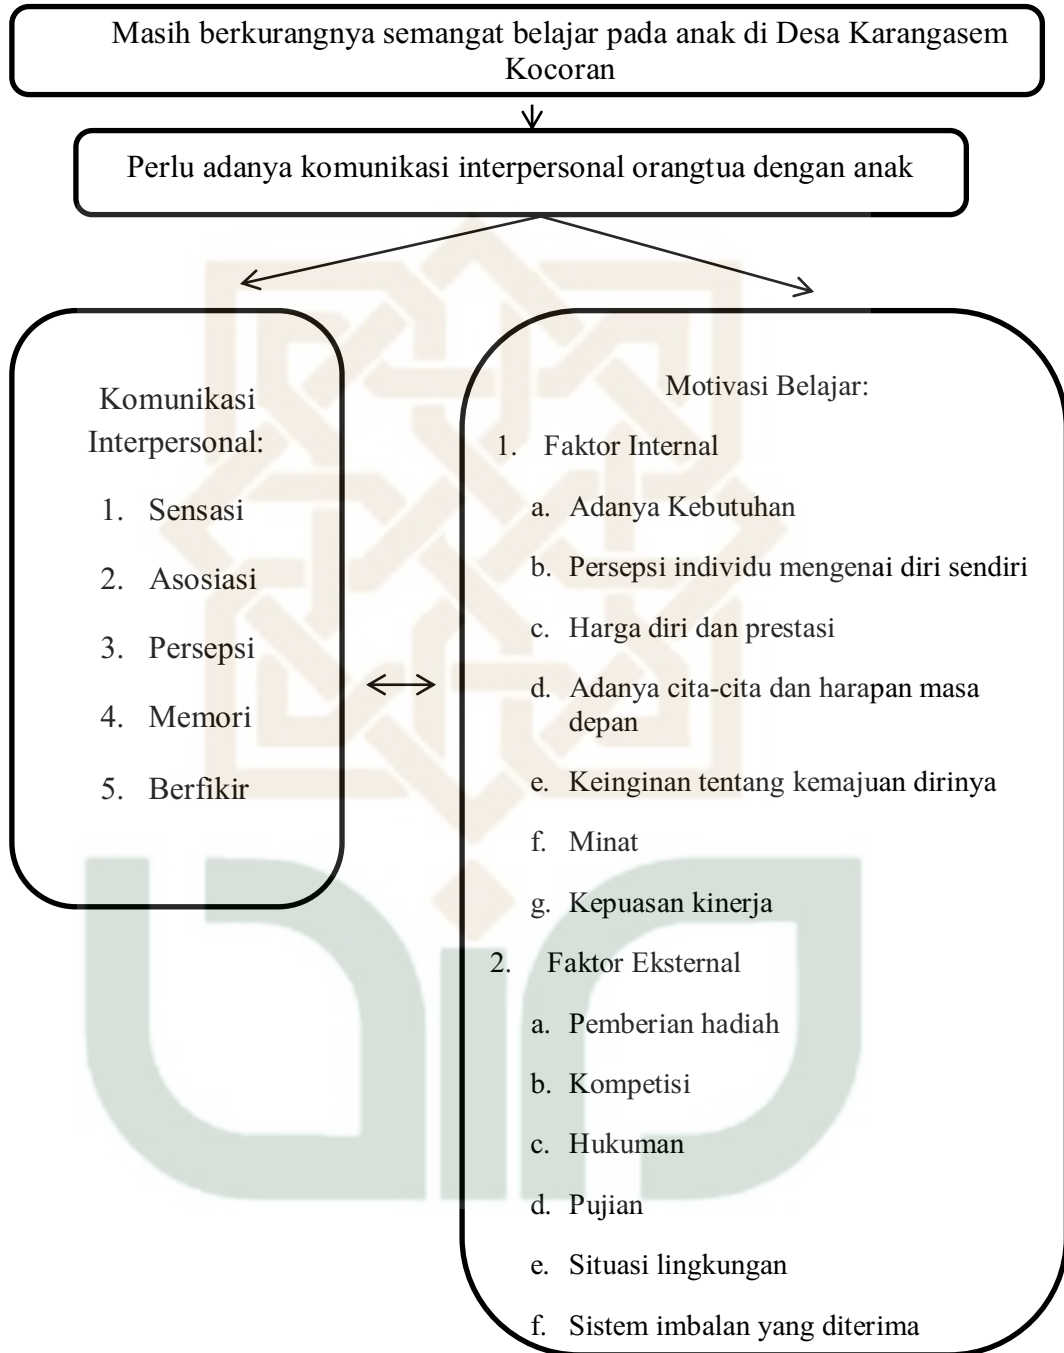 Masih berkurangnya semangat belajar pada anak di Desa Karangasem
Kocoran
Perlu adanya komunikasi interpersonal orangtua dengan anak
Komunikasi
Interpersonal:
1. Sensasi
2. Asosiasi
3. Persepsi
4. Memori
5. Berfikir
Motivasi Belajar:
1. Faktor Internal
a. Adanya Kebutuhan
b. Persepsi individu mengenai diri sendiri
c. Harga diri dan prestasi
d. Adanya cita-cita dan harapan masa
depan
e. Keinginan tentang kemajuan dirinya
f. Minat
g. Kepuasan kinerja
2. Faktor Eksternal
a. Pemberian hadiah
b. Kompetisi
c. Hukuman
d. Pujian
e. Situasi lingkungan
f. Sistem imbalan yang diterima